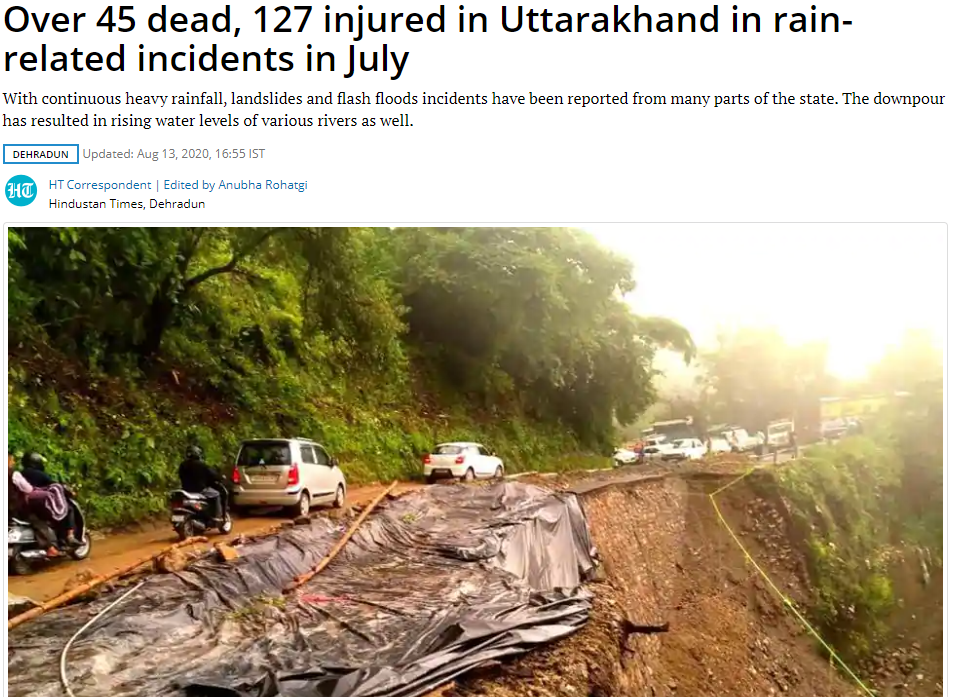 Over 45 dead, 127 injured in Uttarakhand in rain-
related incidents in July
With continuous heavy rainfall, landslides and flash floods incidents have been reported from many parts of the state. The downpour
has resulted in rising water levels of various rivers as well.
DEHRADUN Updated: Aug 13, 2020, 16:55 IST
HT HT Correspondent | Edited by Anubha Rohatgi
Hindustan Times, Dehradun